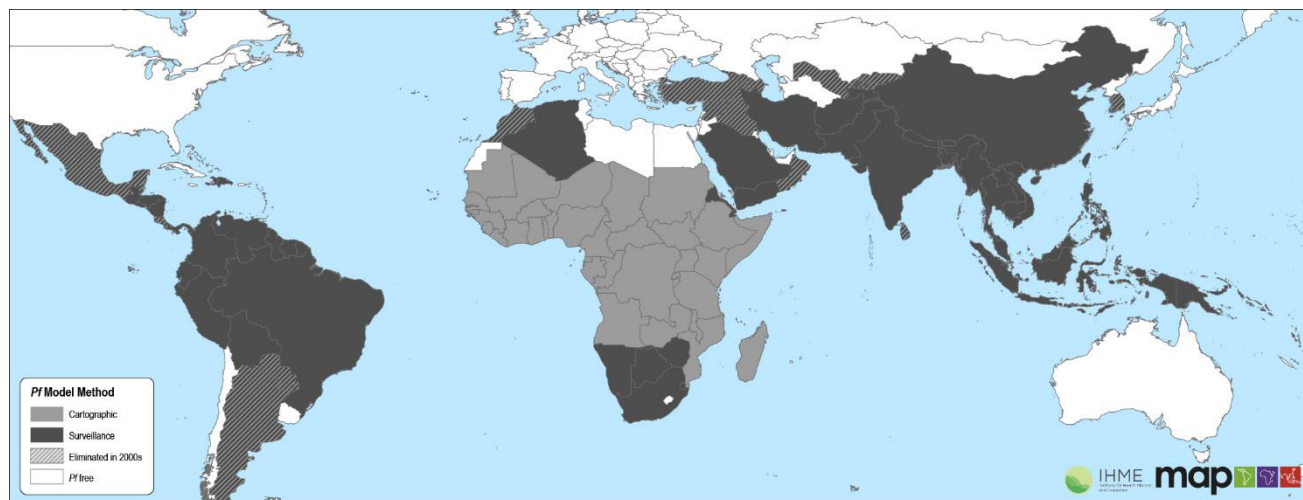 Pf Model Method
Cartographic
Surveillance
Eliminated in 2000s
Pf free
IHME
map